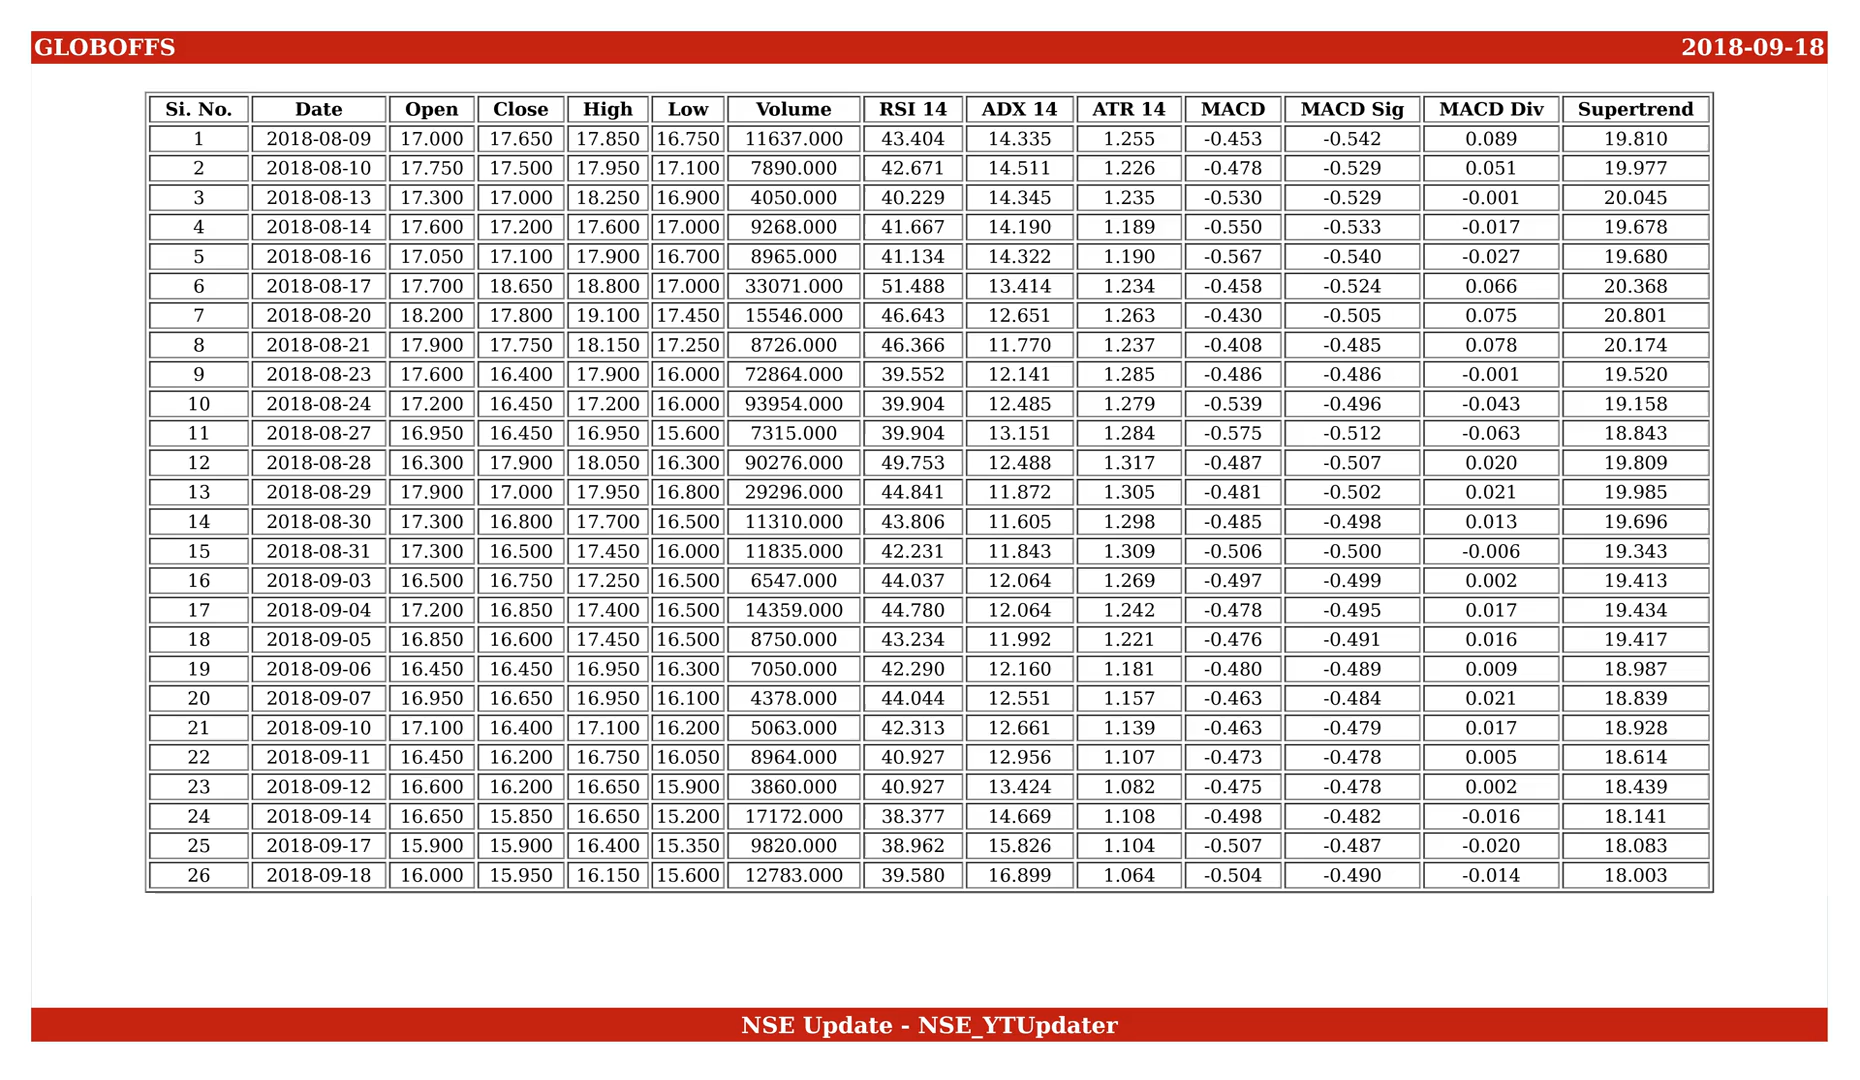 GLOBOFFS 2018-09-18
Si. No. Date Open Close High Low Volume RSI 14 ADX 14 ATR 14 MACD MACD Sig MACD Div Supertrend
1 2018-08-09 17.000 17.650 17.850 16.750 11637.000 43.404 14.335 1.255 -0.453 -0.542 0.089 19.810
2 2018-08-10 17.750 17.500 17.950 17.100 7890.000 42.671 14.511 1.226 -0.478 -0.529 0.051 19.977
3 2018-08-13 17.300 17.000 18.250 16.900 4050.000 40.229 14.345 1.235 -0.530 -0.529 -0.001 20.045
4 2018-08-14 17.600 17.200 17.600 17.000 9268.000 41.667 14.190 1.189 -0.550 -0.533 -0.017 19.678
5 2018-08-16 17.050 17.100 17.900 16.700 8965.000 41.134 14.322 1.190 -0.567 -0.540 -0.027 19.680
6 2018-08-17 17.700 18.650 18.800 17.000 33071.000 51.488 13.414 1.234 -0.458 -0.524 0.066 20.368
7 2018-08-20 18.200 17.800 19.100 17.450 15546.000 46.643 12.651 1.263 -0.430 -0.505 0.075 20.801
8 2018-08-21 17.900 17.750 18.150 17.250 8726.000 46.366 11.770 1.237 -0.408 -0.485 0.078 20.174
9 2018-08-23 17.600 16.400 17.900 16.000 72864.000 39.552 12.141 1.285 -0.486 -0.486 -0.001 19.520
10 2018-08-24 17.200 16.450 17.200 16.000 93954.000 39.904 12.485 1.279 -0.539 -0.496 -0.043 19.158
11 2018-08-27 16.950 16.450 16.950 15.600 7315.000 39.904 13.151 1.284 -0.575 -0.512 -0.063 18.843
12 2018-08-28 16.300 17.900 18.050 16.300 90276.000 49.753 12.488 1.317 -0.487 -0.507 0.020 19.809
13 2018-08-29 17.900 17.000 17.950 16.800 29296.000 44.841 11.872 1.305 -0.481 -0.502 0.021 19.985
14 2018-08-30 17.300 16.800 17.700 16.500 11310.000 43.806 11.605 1.298 -0.485 -0.498 0.013 19.696
15 2018-08-31 17.300 16.500 17.450 16.000 11835.000 42.231 11.843 1.309 -0.506 -0.500 -0.006 19.343
16 2018-09-03 16.500 16.750 17.250 16.500 6547.000 44.037 12.064 1.269 -0.497 -0.499 0.002 19.413
17 2018-09-04 17.200 16.850 17.400 16.500 14359.000 44.780 12.064 1.242 -0.478 -0.495 0.017 19.434
18 2018-09-05 16.850 16.600 17.450 16.500 8750.000 43.234 11.992 1.221 -0.476 -0.491 0.016 19.417
19 2018-09-06 16.450 16.450 16.950 16.300 7050.000 42.290 12.160 1.181 -0.480 -0.489 0.009 18.987
20 2018-09-07 16.950 16.650 16.950 16.100 4378.000 44.044 12.551 1.157 -0.463 -0.484 0.021 18.839
21 2018-09-10 17.100 16.400 17.100 16.200 5063.000 42.313 12.661 1.139 -0.463 -0.479 0.017 18.928
22 2018-09-11 16.450 16.200 16.750 16.050 8964.000 40.927 12.956 1.107 -0.473 -0.478 0.005 18.614
23 2018-09-12 16.600 16.200 16.650 15.900 3860.000 40.927 13.424 1.082 -0.475 -0.478 0.002 18.439
24 2018-09-14 16.650 15.850 16.650 15.200 17172.000 38.377 14.669 1.108 -0.498 -0.482 -0.016 18.141
25 2018-09-17 15.900 15.900 16.400 15.350 9820.000 38.962 15.826 1.104 -0.507 -0.487 -0.020 18.083
26 2018-09-18 16.000 15.950 16.150 15.600 12783.000 39.580 16.899 1.064 -0.504 -0.490 -0.014 18.003
NSE Update - NSE_YTUpdater